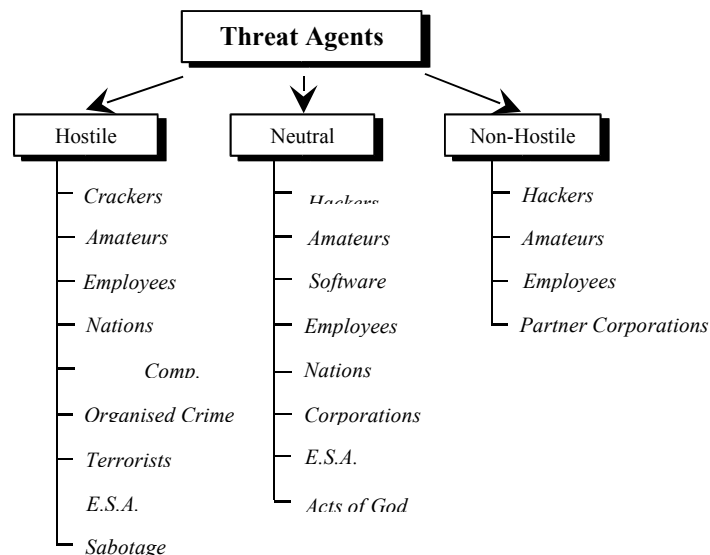 Threat Agents
Hostile
Neutral
Non-Hostile
Crackers
Amateurs
Employees
Nations
Comp.
Organised Crime
Terrorists
E.S.A.
Sabotage
Hackers
Amateurs
Software
Employees
Nations
Corporations
E.S.A.
Acts of God
Hackers
Amateurs
Employees
Partner Corporations